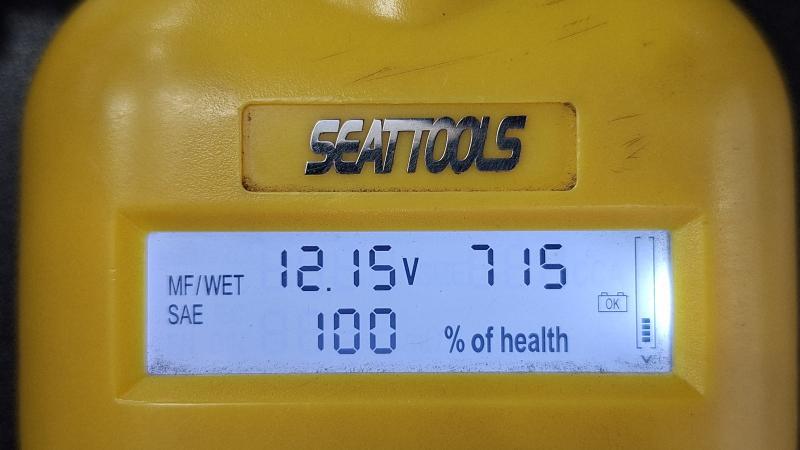 SEATTOOLS
MF/WET 12.15V 715
SAE 100 % of health
OK
V